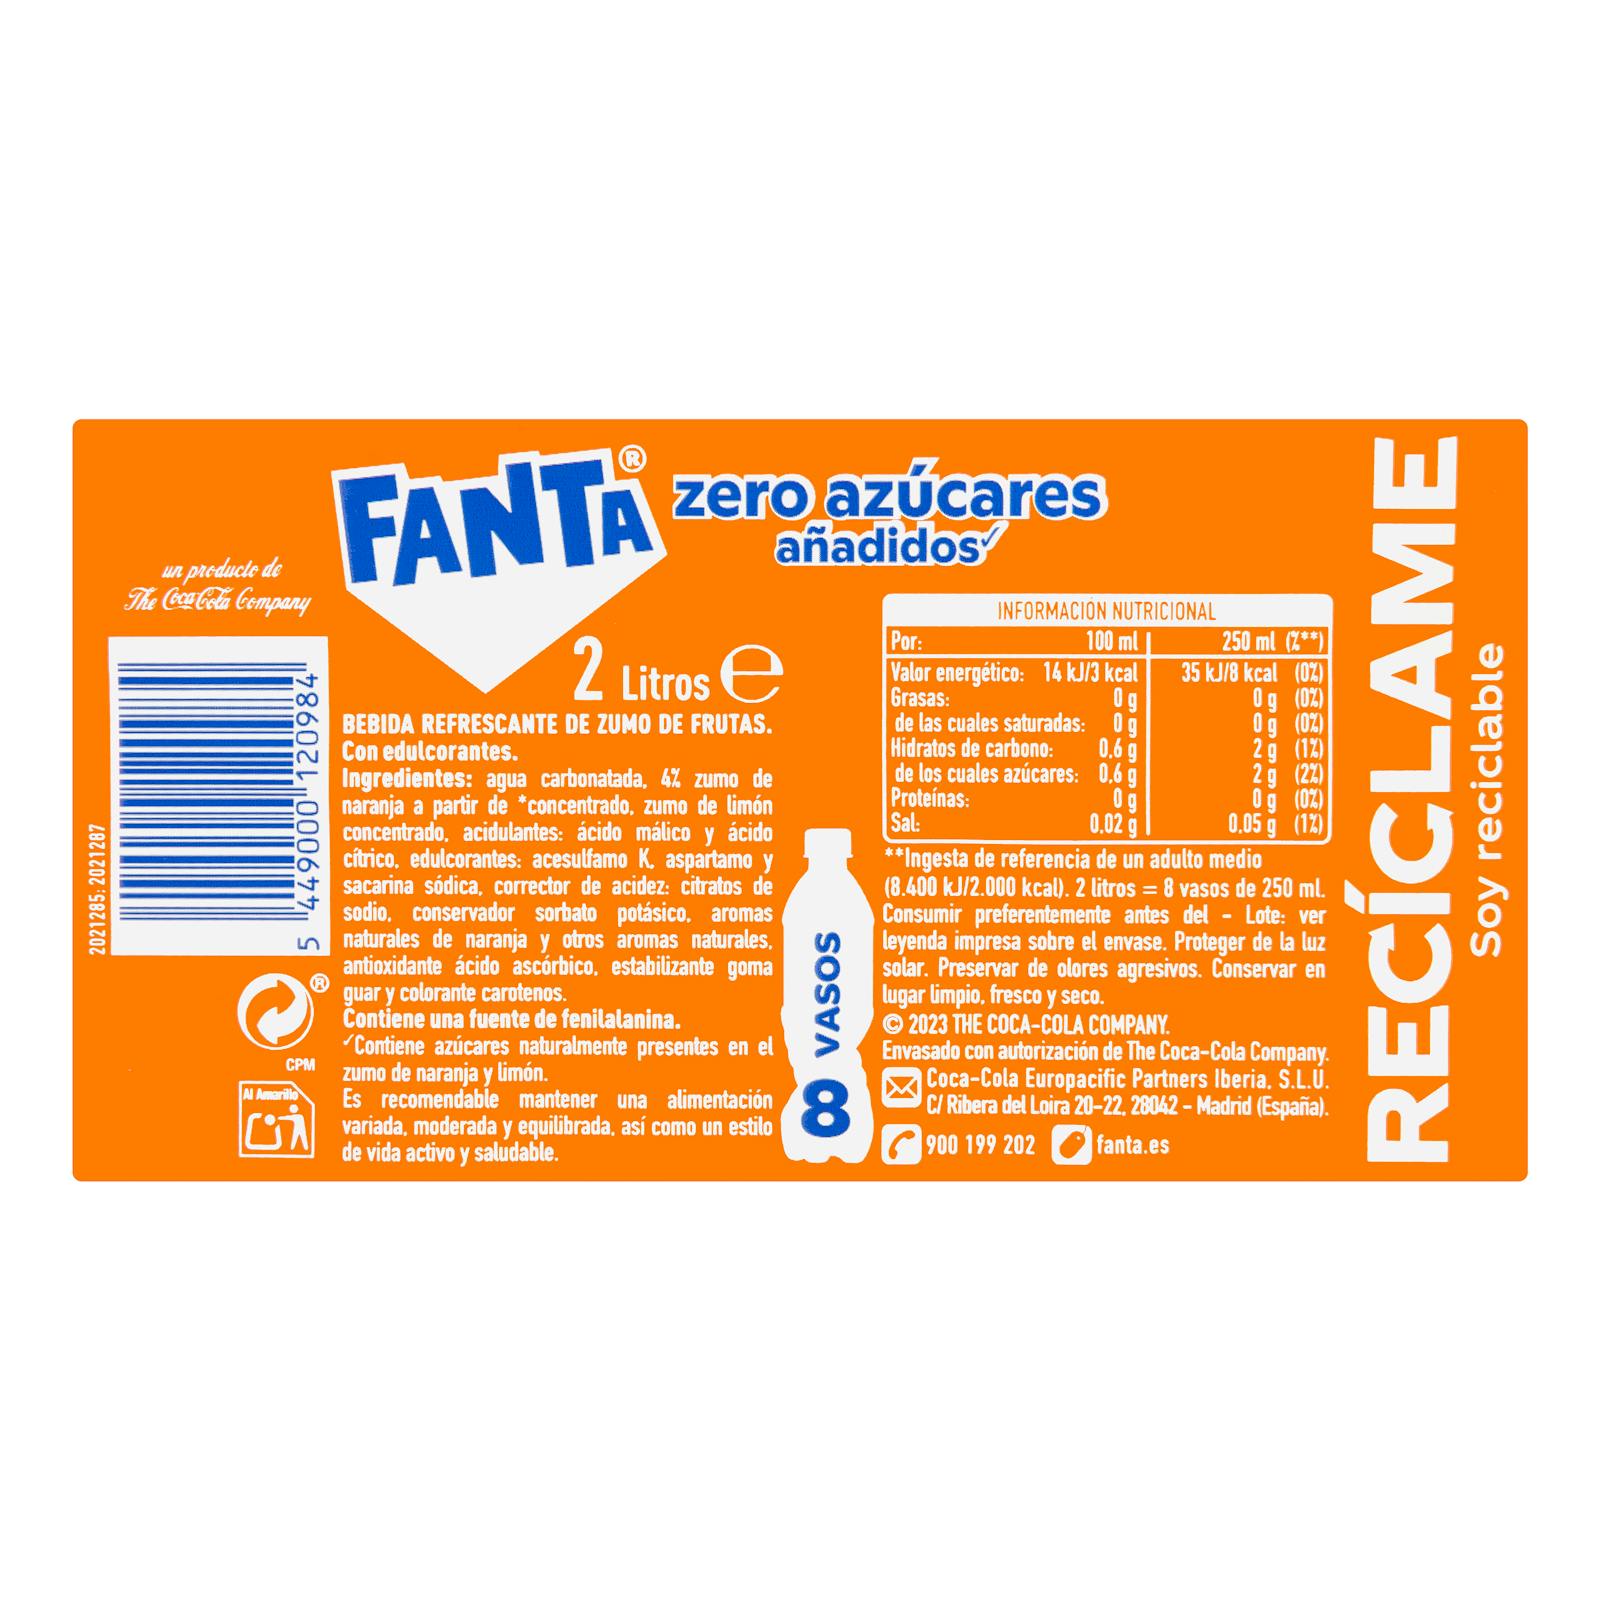 FANTA®
zero azúcares
añadidos✓
un producto de
The Coca-Cola Company
2 Litros ℮
5 449000 120984
2021285; 2021287
®
CPM
Al Amarillo
BEBIDA REFRESCANTE DE ZUMO DE FRUTAS.
Con edulcorantes.
Ingredientes: agua carbonatada, 4% zumo de
naranja a partir de *concentrado, zumo de limón
concentrado, acidulantes: ácido málico y ácido
cítrico, edulcorantes: acesulfamo K, aspartamo y
sacarina sódica, corrector de acidez: citratos de
sodio, conservador sorbato potásico, aromas
naturales de naranja y otros aromas naturales,
antioxidante ácido ascórbico, estabilizante goma
guar y colorante carotenos.
Contiene una fuente de fenilalanina.
✓Contiene azúcares naturalmente presentes en el
zumo de naranja y limón.
Es recomendable mantener una alimentación
variada, moderada y equilibrada, así como un estilo
de vida activo y saludable.
8 VASOS
INFORMACIÓN NUTRICIONAL
Por: 100 ml 250 ml (%**)
Valor energético: 14 kJ/3 kcal 35 kJ/8 kcal (0%)
Grasas: 0 g 0 g (0%)
de las cuales saturadas: 0 g 0 g (0%)
Hidratos de carbono: 0,6 g 2 g (1%)
de los cuales azúcares: 0,6 g 2 g (2%)
Proteínas: 0 g 0 g (0%)
Sal: 0,02 g 0,05 g (1%)
**Ingesta de referencia de un adulto medio
(8.400 kJ/2.000 kcal). 2 litros = 8 vasos de 250 ml.
Consumir preferentemente antes del - Lote: ver
leyenda impresa sobre el envase. Proteger de la luz
solar. Preservar de olores agresivos. Conservar en
lugar limpio, fresco y seco.
© 2023 THE COCA-COLA COMPANY.
Envasado con autorización de The Coca-Cola Company.
Coca-Cola Europacific Partners Iberia, S.L.U.
C/ Ribera del Loira 20-22, 28042 - Madrid (España).
900 199 202 fanta.es
RECÍCLAME
Soy reciclable